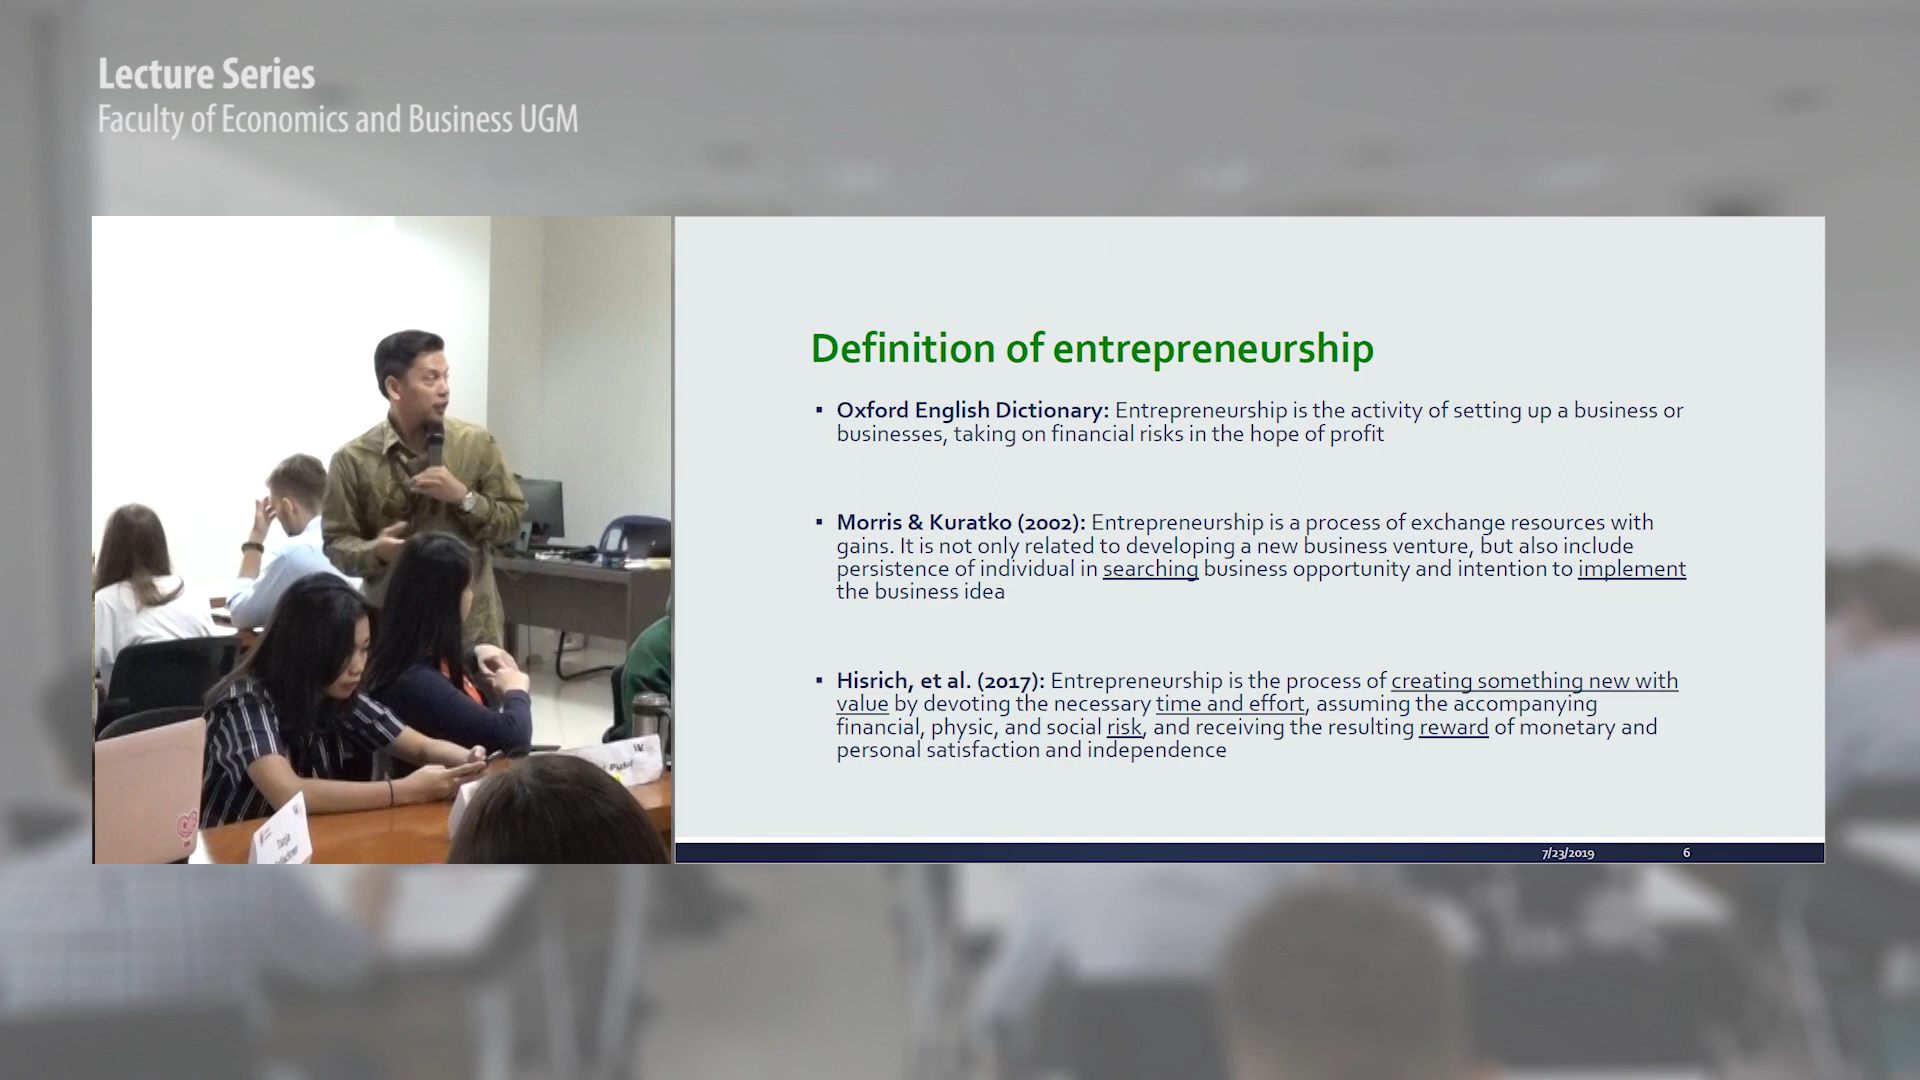 Lecture Series
Faculty of Economics and Business UGM
Definition of entrepreneurship
▪ Oxford English Dictionary: Entrepreneurship is the activity of setting up a business or
businesses, taking on financial risks in the hope of profit
▪ Morris & Kuratko (2002): Entrepreneurship is a process of exchange resources with
gains. It is not only related to developing a new business venture, but also include
persistence of individual in searching business opportunity and intention to implement
the business idea
▪ Hisrich, et al. (2017): Entrepreneurship is the process of creating something new with
value by devoting the necessary time and effort, assuming the accompanying
financial, physic, and social risk, and receiving the resulting reward of monetary and
personal satisfaction and independence
7/23/2019 6